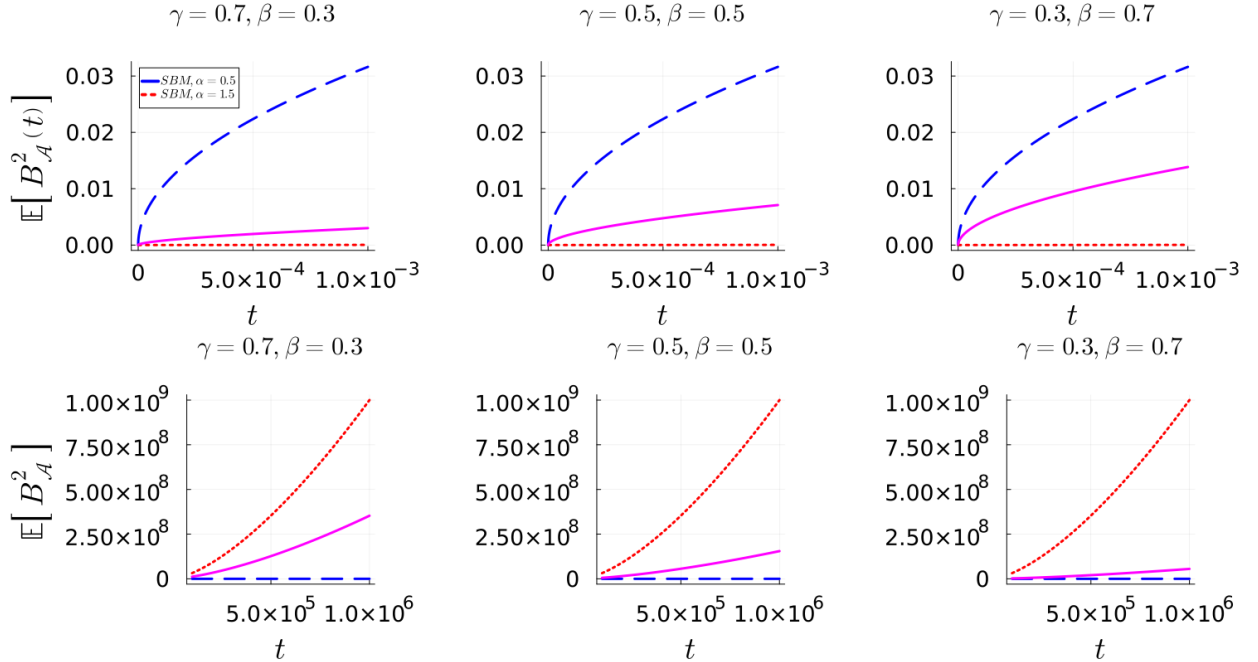 γ = 0.7, β = 0.3
γ = 0.5, β = 0.5
γ = 0.3, β = 0.7
𝔼[B²_𝒜(t)]
0.03
0.02
0.01
0.00
SBM, α = 0.5
SBM, α = 1.5
0
5.0×10⁻⁴
1.0×10⁻³
t
0.03
0.02
0.01
0.00
0
5.0×10⁻⁴
1.0×10⁻³
t
0.03
0.02
0.01
0.00
0
5.0×10⁻⁴
1.0×10⁻³
t
γ = 0.7, β = 0.3
γ = 0.5, β = 0.5
γ = 0.3, β = 0.7
𝔼[B²_𝒜]
1.00×10⁹
7.50×10⁸
5.00×10⁸
2.50×10⁸
0
5.0×10⁵
1.0×10⁶
t
1.00×10⁹
7.50×10⁸
5.00×10⁸
2.50×10⁸
0
5.0×10⁵
1.0×10⁶
t
1.00×10⁹
7.50×10⁸
5.00×10⁸
2.50×10⁸
0
5.0×10⁵
1.0×10⁶
t